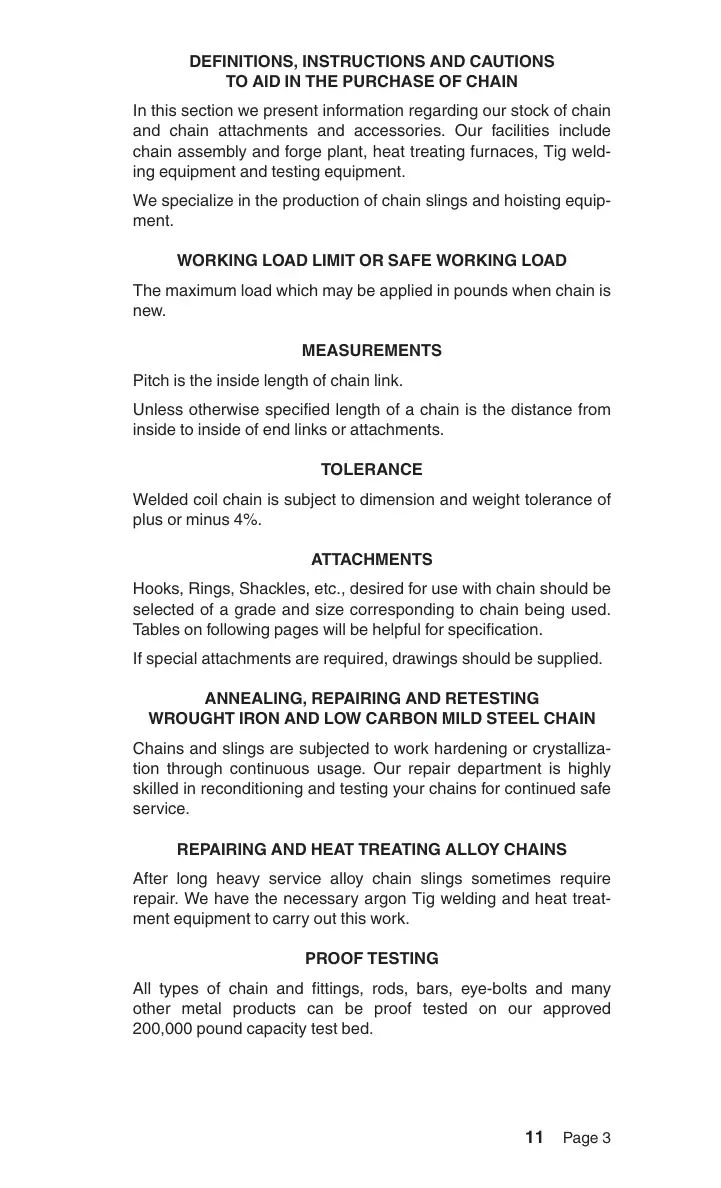 DEFINITIONS, INSTRUCTIONS AND CAUTIONS
TO AID IN THE PURCHASE OF CHAIN
In this section we present information regarding our stock of chain
and chain attachments and accessories. Our facilities include
chain assembly and forge plant, heat treating furnaces, Tig weld-
ing equipment and testing equipment.
We specialize in the production of chain slings and hoisting equip-
ment.
WORKING LOAD LIMIT OR SAFE WORKING LOAD
The maximum load which may be applied in pounds when chain is
new.
MEASUREMENTS
Pitch is the inside length of chain link.
Unless otherwise specified length of a chain is the distance from
inside to inside of end links or attachments.
TOLERANCE
Welded coil chain is subject to dimension and weight tolerance of
plus or minus 4%.
ATTACHMENTS
Hooks, Rings, Shackles, etc., desired for use with chain should be
selected of a grade and size corresponding to chain being used.
Tables on following pages will be helpful for specification.
If special attachments are required, drawings should be supplied.
ANNEALING, REPAIRING AND RETESTING
WROUGHT IRON AND LOW CARBON MILD STEEL CHAIN
Chains and slings are subjected to work hardening or crystalliza-
tion through continuous usage. Our repair department is highly
skilled in reconditioning and testing your chains for continued safe
service.
REPAIRING AND HEAT TREATING ALLOY CHAINS
After long heavy service alloy chain slings sometimes require
repair. We have the necessary argon Tig welding and heat treat-
ment equipment to carry out this work.
PROOF TESTING
All types of chain and fittings, rods, bars, eye-bolts and many
other metal products can be proof tested on our approved
200,000 pound capacity test bed.
11 Page 3